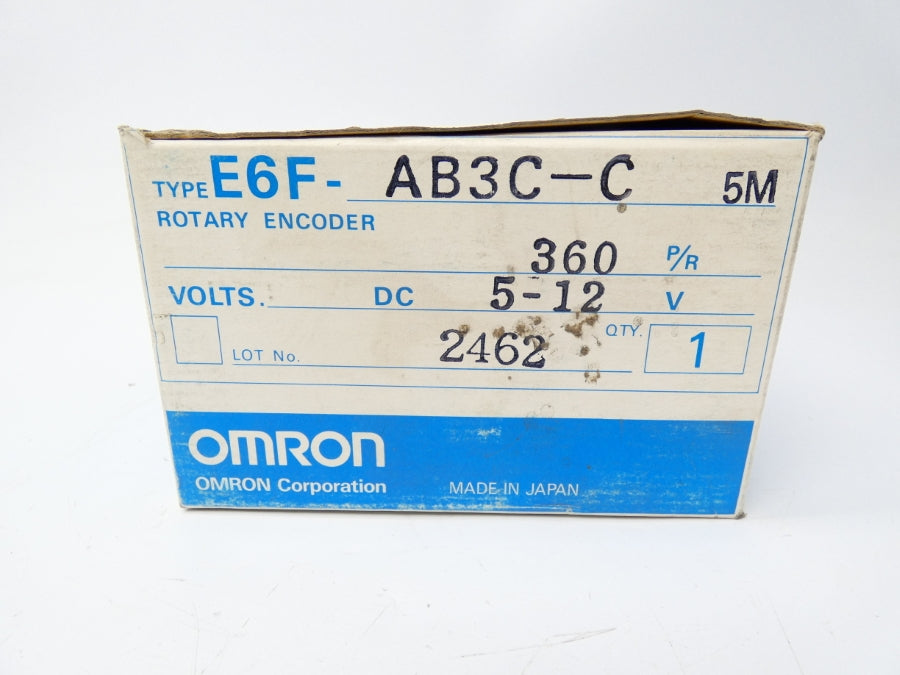 TYPE E6F- AB3C-C 5M
ROTARY ENCODER
360 P/R
VOLTS. DC 5-12 V
LOT No. 2462 QTY. 1
OMRON
OMRON Corporation MADE IN JAPAN